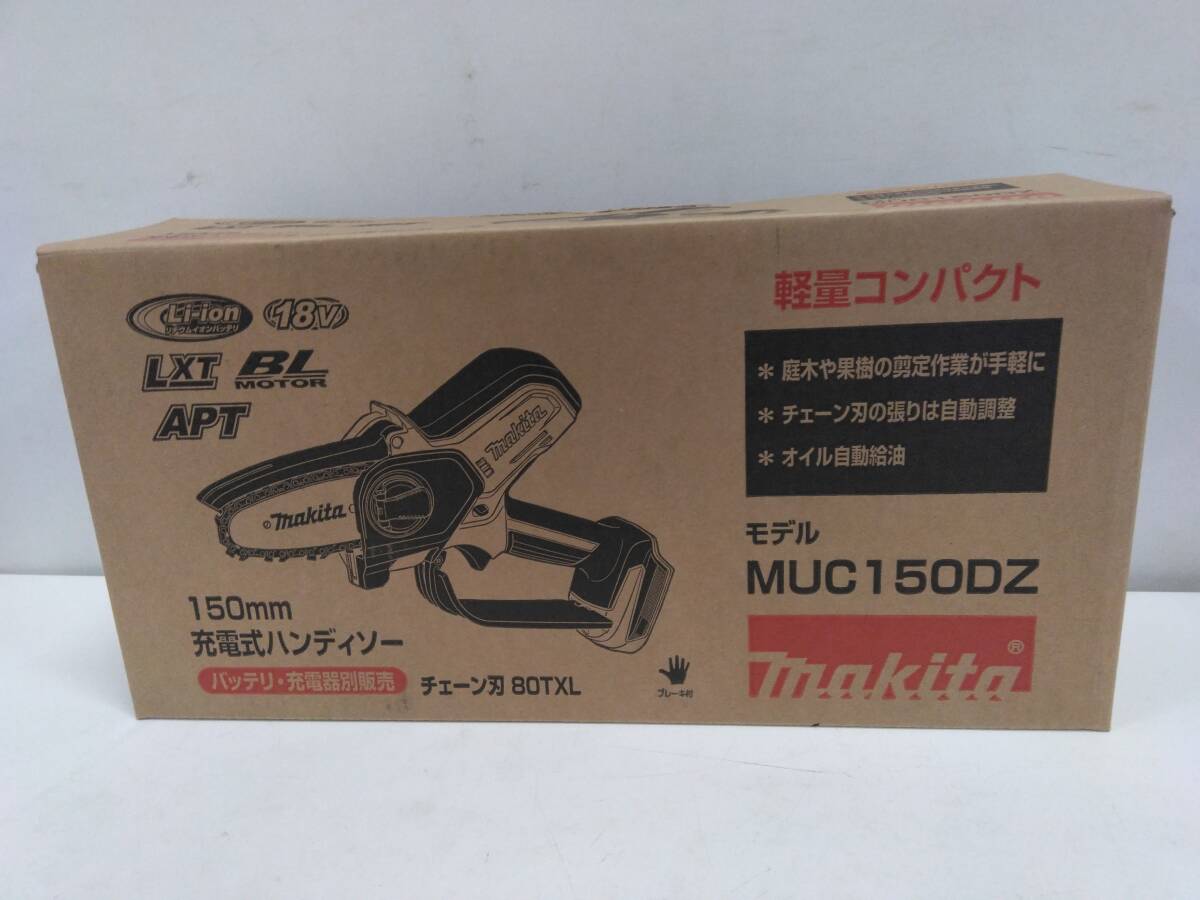 Li-ion
リチウムイオンバッテリ
18V
LXT
BL
MOTOR
APT
makita
makita
150mm
充電式ハンディソー
バッテリ・充電器別販売
チェーン刃 80TXL
ブレーキ付
軽量コンパクト
＊ 庭木や果樹の剪定作業が手軽に
＊ チェーン刃の張りは自動調整
＊ オイル自動給油
モデル
MUC150DZ
makita®